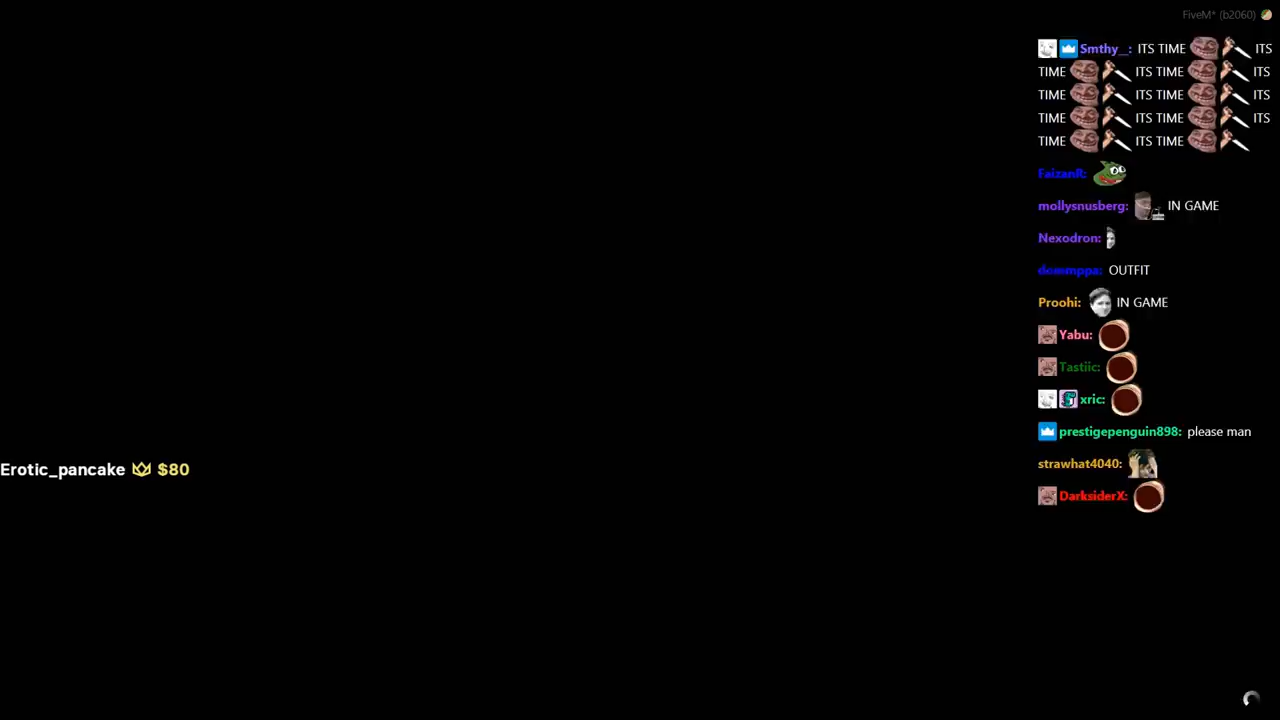 FiveM* (b2060)
Smthy__: ITS TIME ITS
TIME ITS TIME ITS
TIME ITS TIME ITS
TIME ITS TIME ITS
TIME ITS TIME
FaizanR:
mollysnusberg: IN GAME
Nexodron:
OUTFIT
Proohi: IN GAME
Yabu:
Tastiic:
xric:
prestigepenguin898: please man
strawhat4040:
Erotic_pancake $80
DarksiderX: